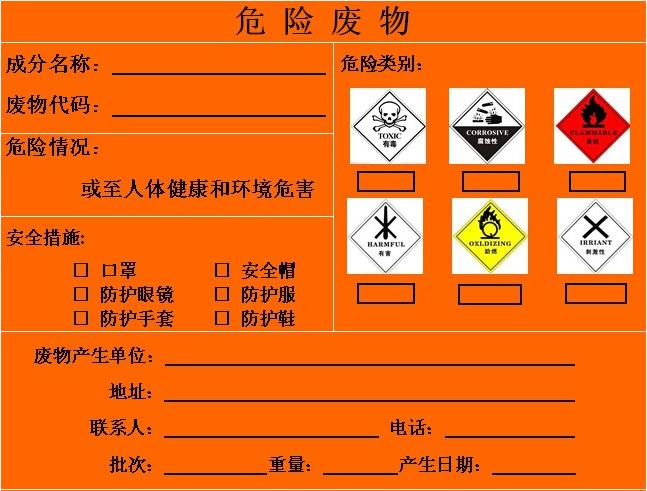 危险废物
成分名称：
废物代码：
危险情况：
或至人体健康和环境危害
安全措施:
□ 口罩 □ 安全帽
□ 防护眼镜 □ 防护服
□ 防护手套 □ 防护鞋
危险类别：
TOXIC
有毒
CORROSIVE
腐蚀性
FLAMMABLE
易燃
HARMFUL
有害
OXLDIZING
助燃
IRRIANT
刺激性
废物产生单位：
地址：
联系人： 电话：
批次： 重量： 产生日期：